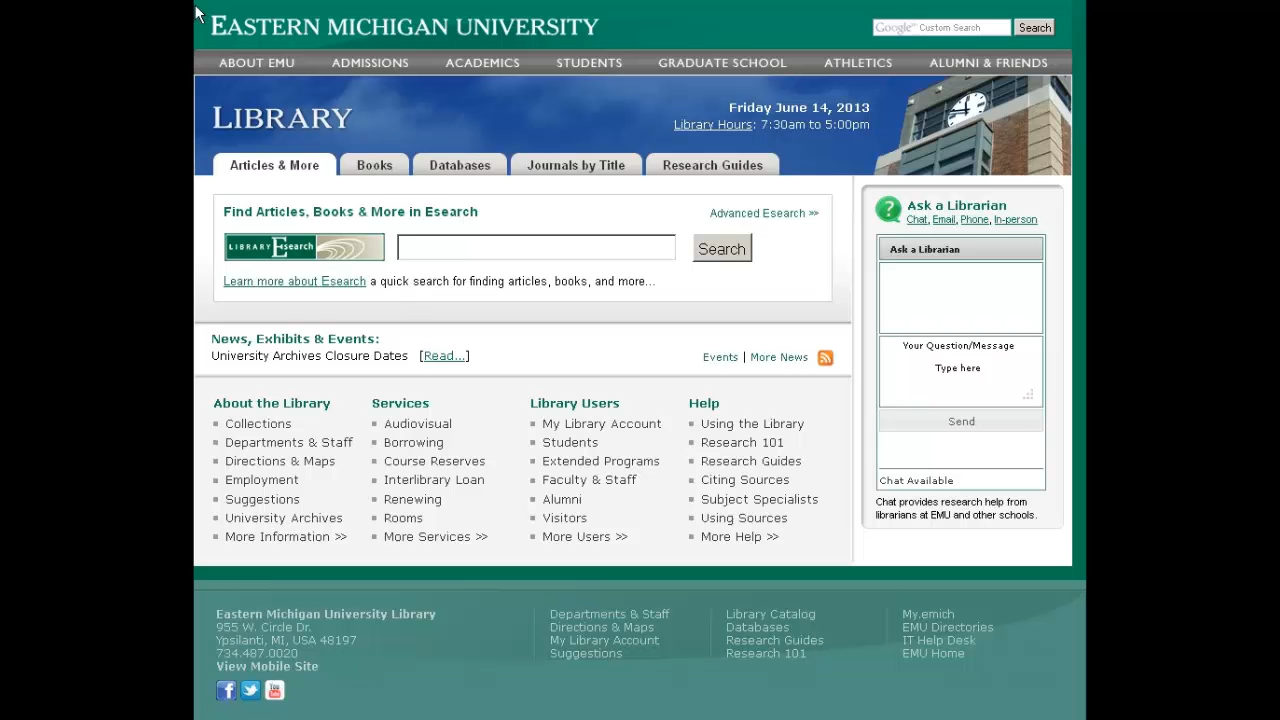 EASTERN MICHIGAN UNIVERSITY
Google™ Custom Search Search
ABOUT EMU ADMISSIONS ACADEMICS STUDENTS GRADUATE SCHOOL ATHLETICS ALUMNI & FRIENDS
LIBRARY
Friday June 14, 2013
Library Hours: 7:30am to 5:00pm
Articles & More Books Databases Journals by Title Research Guides
Find Articles, Books & More in Esearch
Advanced Esearch >>
LIBRARY Esearch Search
Learn more about Esearch a quick search for finding articles, books, and more...
News, Exhibits & Events:
University Archives Closure Dates [Read...]
Events | More News
About the Library
Collections
Departments & Staff
Directions & Maps
Employment
Suggestions
University Archives
More Information >>
Services
Audiovisual
Borrowing
Course Reserves
Interlibrary Loan
Renewing
Rooms
More Services >>
Library Users
My Library Account
Students
Extended Programs
Faculty & Staff
Alumni
Visitors
More Users >>
Help
Using the Library
Research 101
Research Guides
Citing Sources
Subject Specialists
Using Sources
More Help >>
? Ask a Librarian
Chat, Email, Phone, In-person
Ask a Librarian
Your Question/Message
Type here
Send
Chat Available
Chat provides research help from
librarians at EMU and other schools.
Eastern Michigan University Library
955 W. Circle Dr.
Ypsilanti, MI, USA 48197
734.487.0020
View Mobile Site
f You Tube
Departments & Staff
Directions & Maps
My Library Account
Suggestions
Library Catalog
Databases
Research Guides
Research 101
My.emich
EMU Directories
IT Help Desk
EMU Home